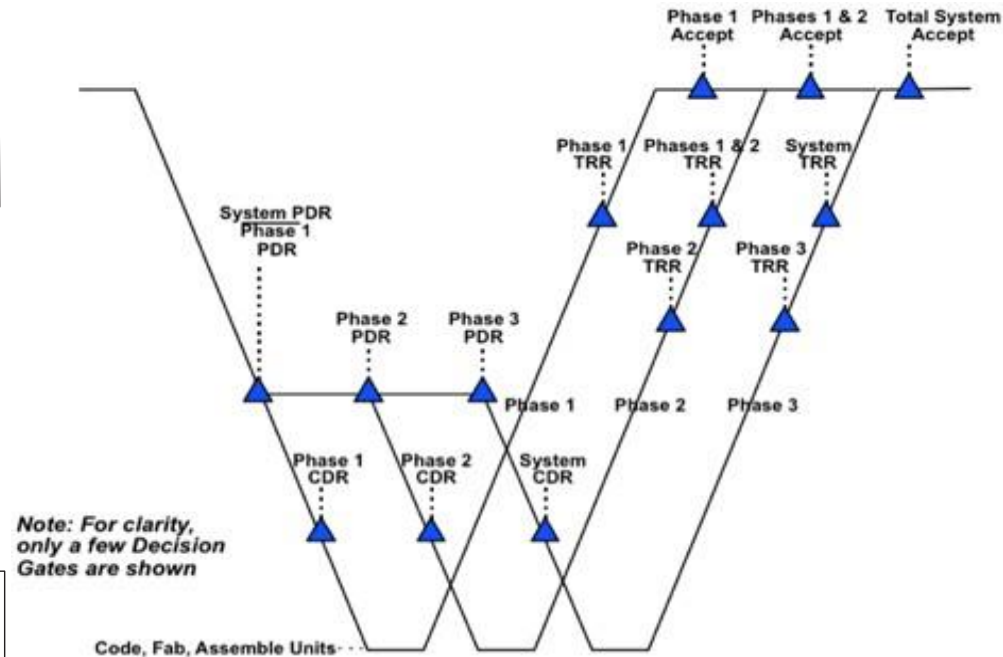 Phase 1
Accept
Phases 1 & 2
Accept
Total System
Accept
Phase 1
TRR
Phases 1 & 2
TRR
System
TRR
System PDR
Phase 1
PDR
Phase 2
TRR
Phase 3
TRR
Phase 2
PDR
Phase 3
PDR
Phase 1
Phase 2
Phase 3
Phase 1
CDR
Phase 2
CDR
System
CDR
Note: For clarity,
only a few Decision
Gates are shown
Code, Fab, Assemble Units